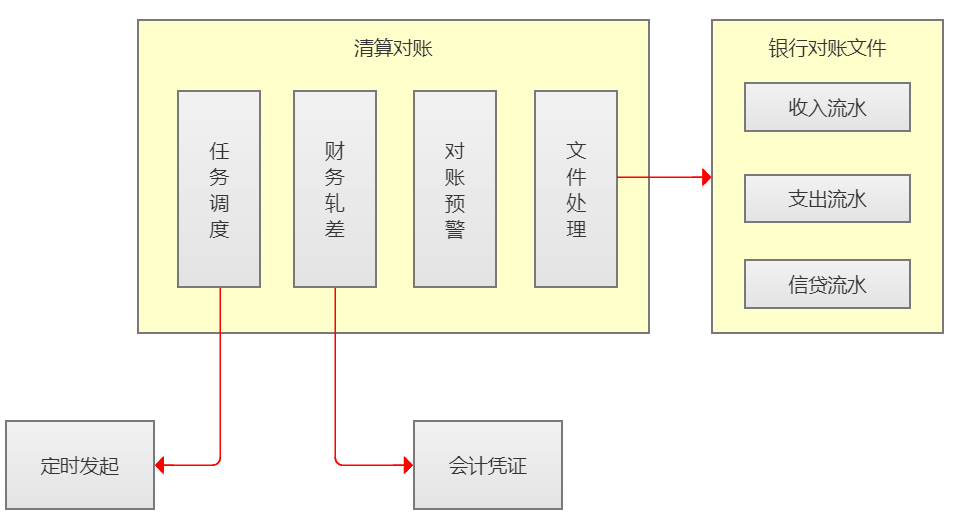 清算对账
银行对账文件
任务调度
财务轧差
对账预警
文件处理
收入流水
支出流水
信贷流水
定时发起
会计凭证